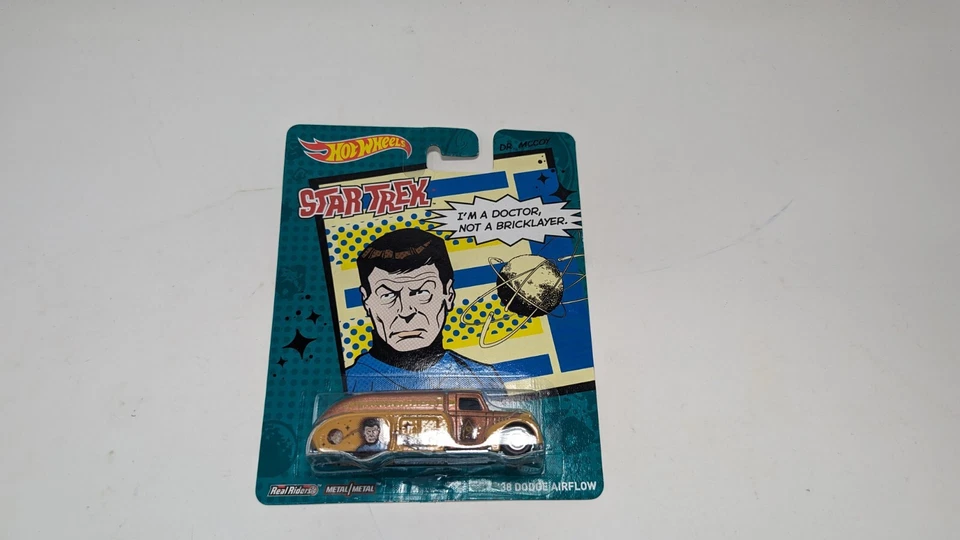 HOT WHEELS
DR. MCCOY
STAR TREK
I'M A DOCTOR,
NOT A BRICKLAYER.
Real Riders
METAL/METAL
'38 DODGE AIRFLOW